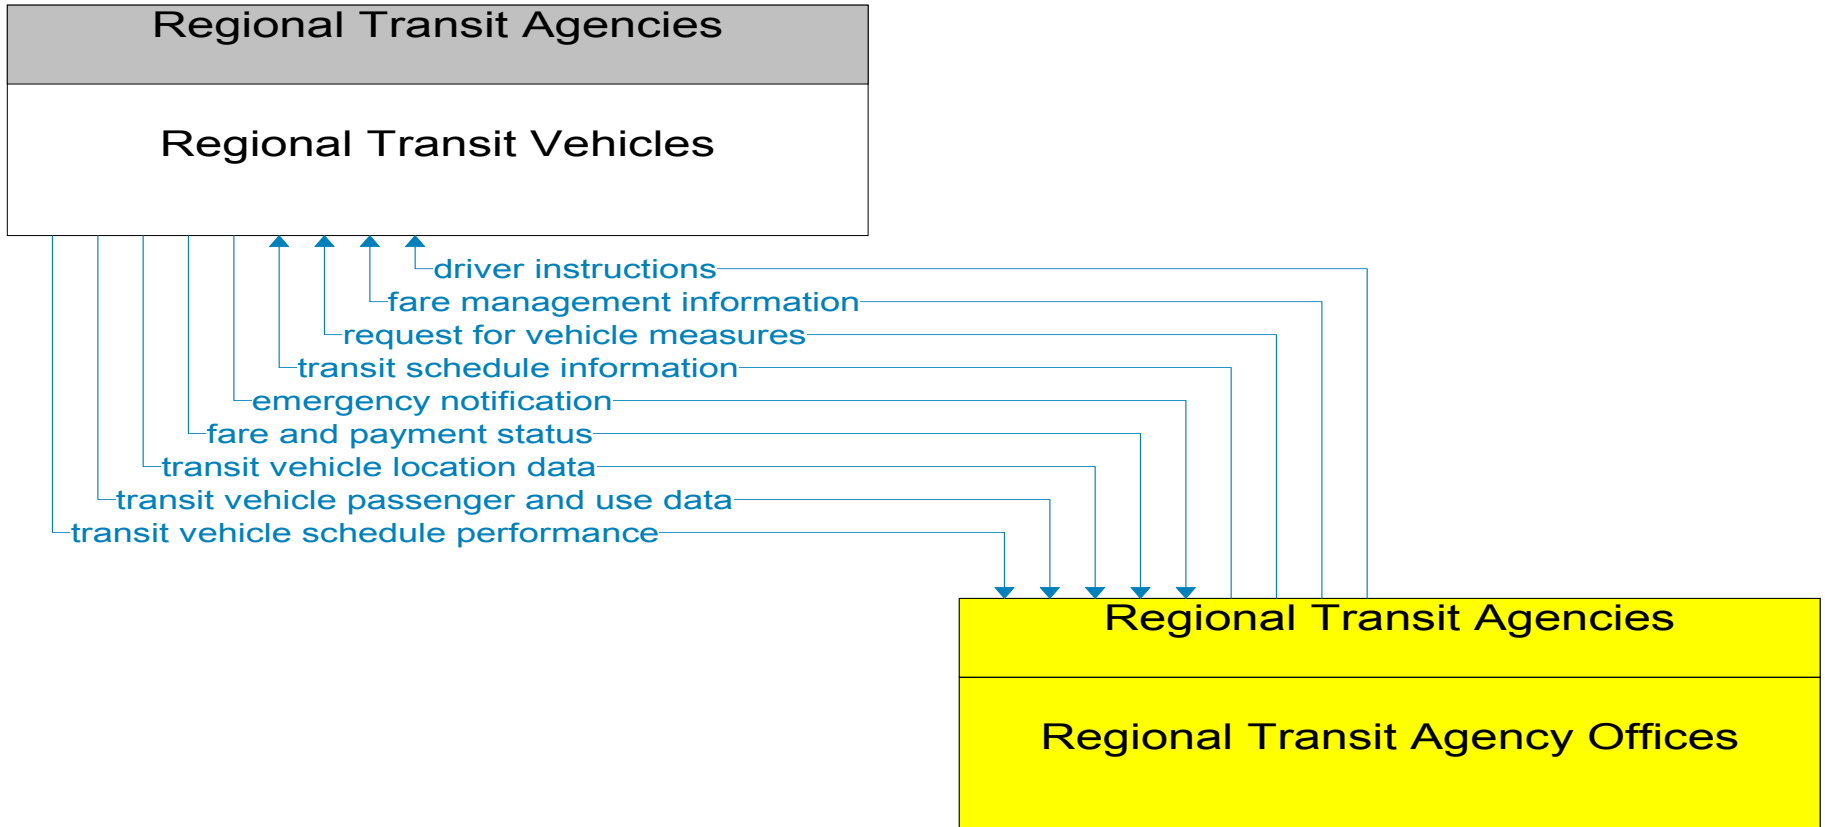 Regional Transit Agencies
Regional Transit Vehicles
driver instructions
fare management information
request for vehicle measures
transit schedule information
emergency notification
fare and payment status
transit vehicle location data
transit vehicle passenger and use data
transit vehicle schedule performance
Regional Transit Agencies
Regional Transit Agency Offices